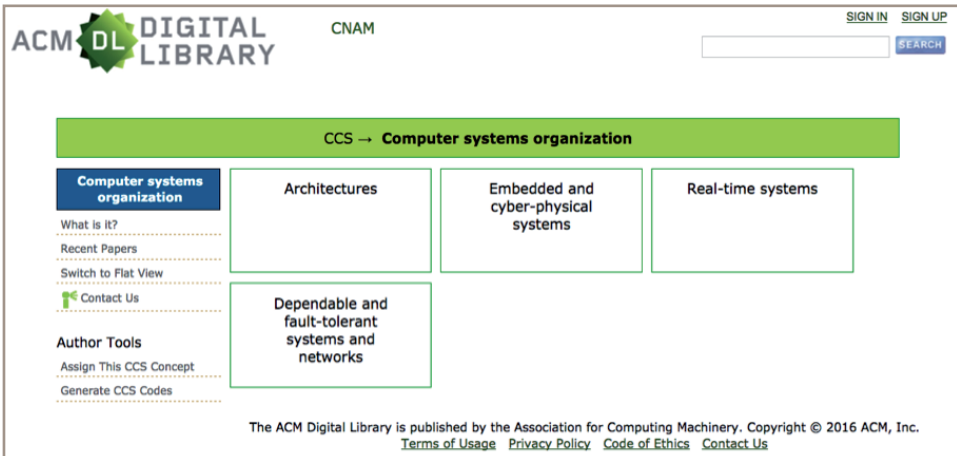 ACM DL DIGITAL LIBRARY
CNAM
SIGN IN SIGN UP
SEARCH
CCS → Computer systems organization
Computer systems
organization
What is it?
Recent Papers
Switch to Flat View
Contact Us
Author Tools
Assign This CCS Concept
Generate CCS Codes
Architectures
Embedded and
cyber-physical
systems
Real-time systems
Dependable and
fault-tolerant
systems and
networks
The ACM Digital Library is published by the Association for Computing Machinery. Copyright © 2016 ACM, Inc.
Terms of Usage Privacy Policy Code of Ethics Contact Us